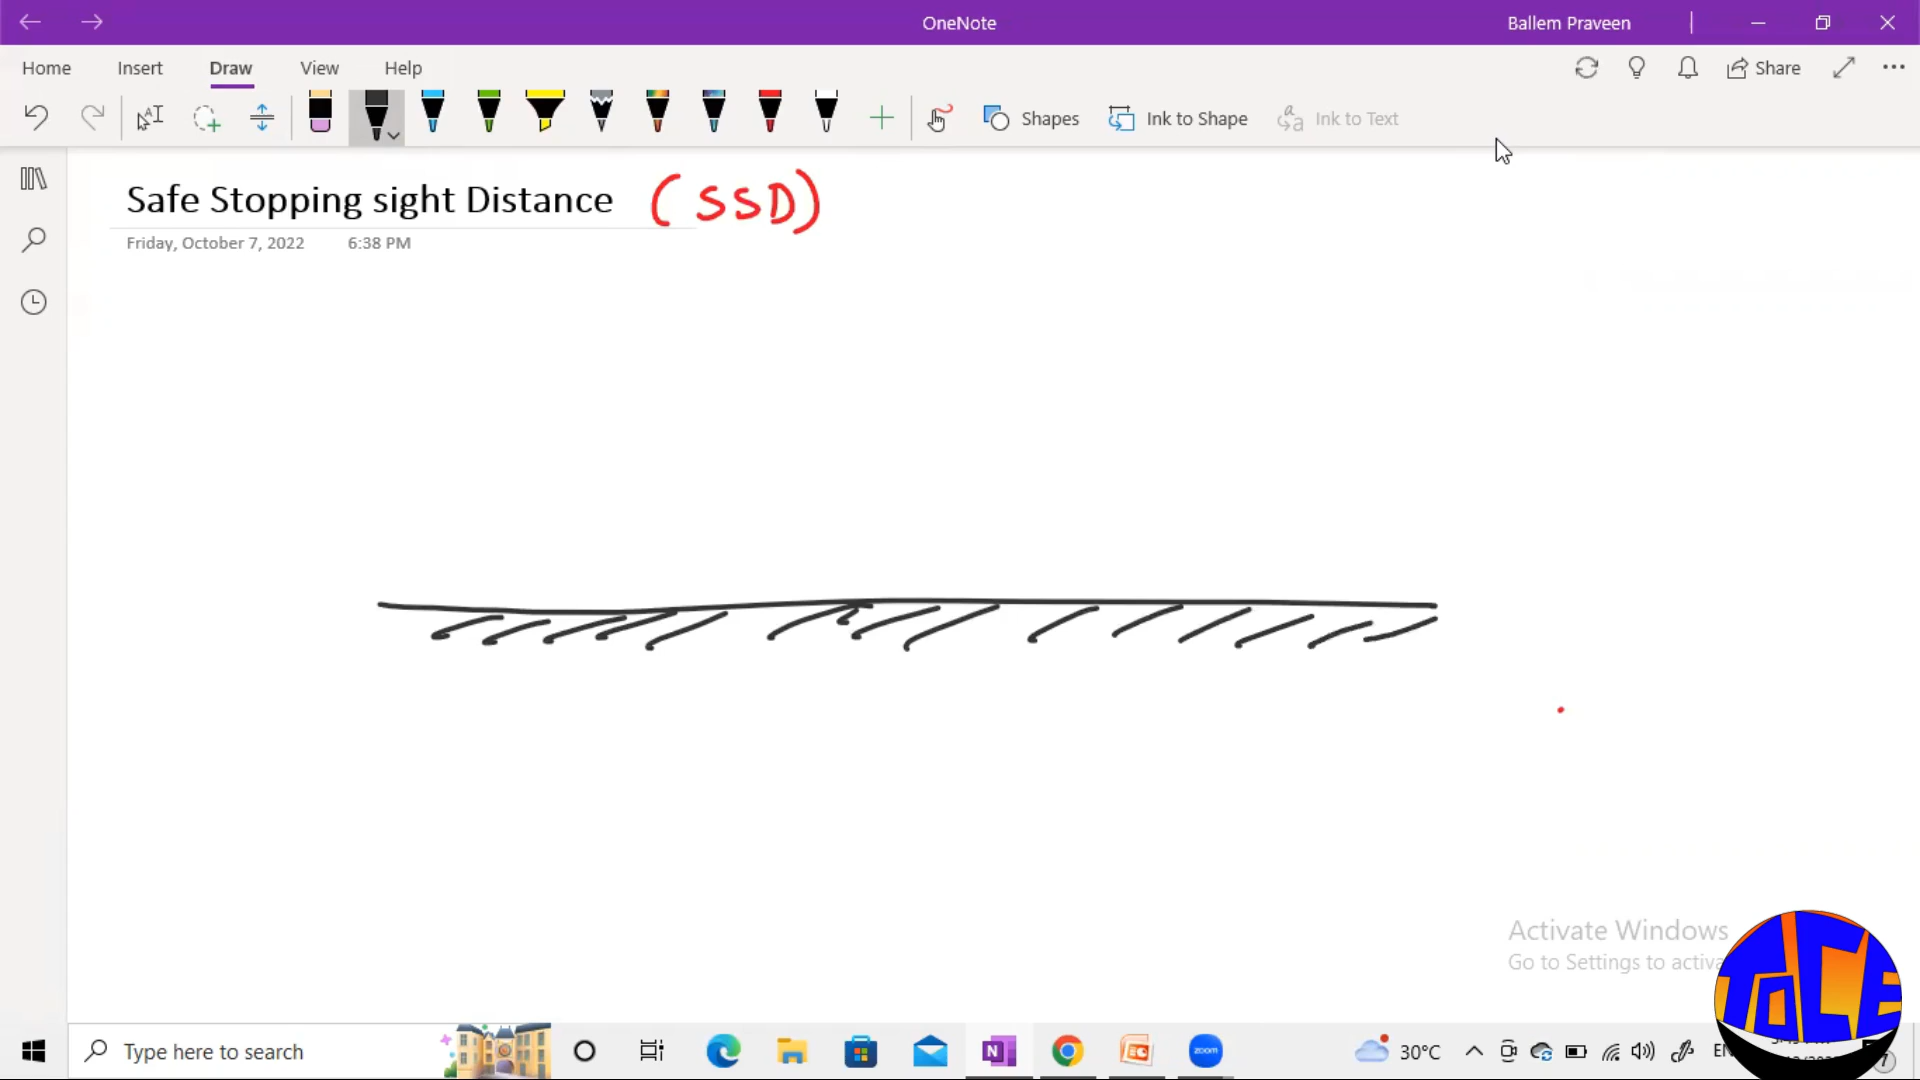 OneNote
Ballem Praveen
Home Insert Draw View Help
Share
Shapes Ink to Shape Ink to Text
Safe Stopping sight Distance (SSD)
Friday, October 7, 2022 6:38 PM
Activate Windows
Go to Settings to activa
TOCE
Type here to search
zoom
30°C